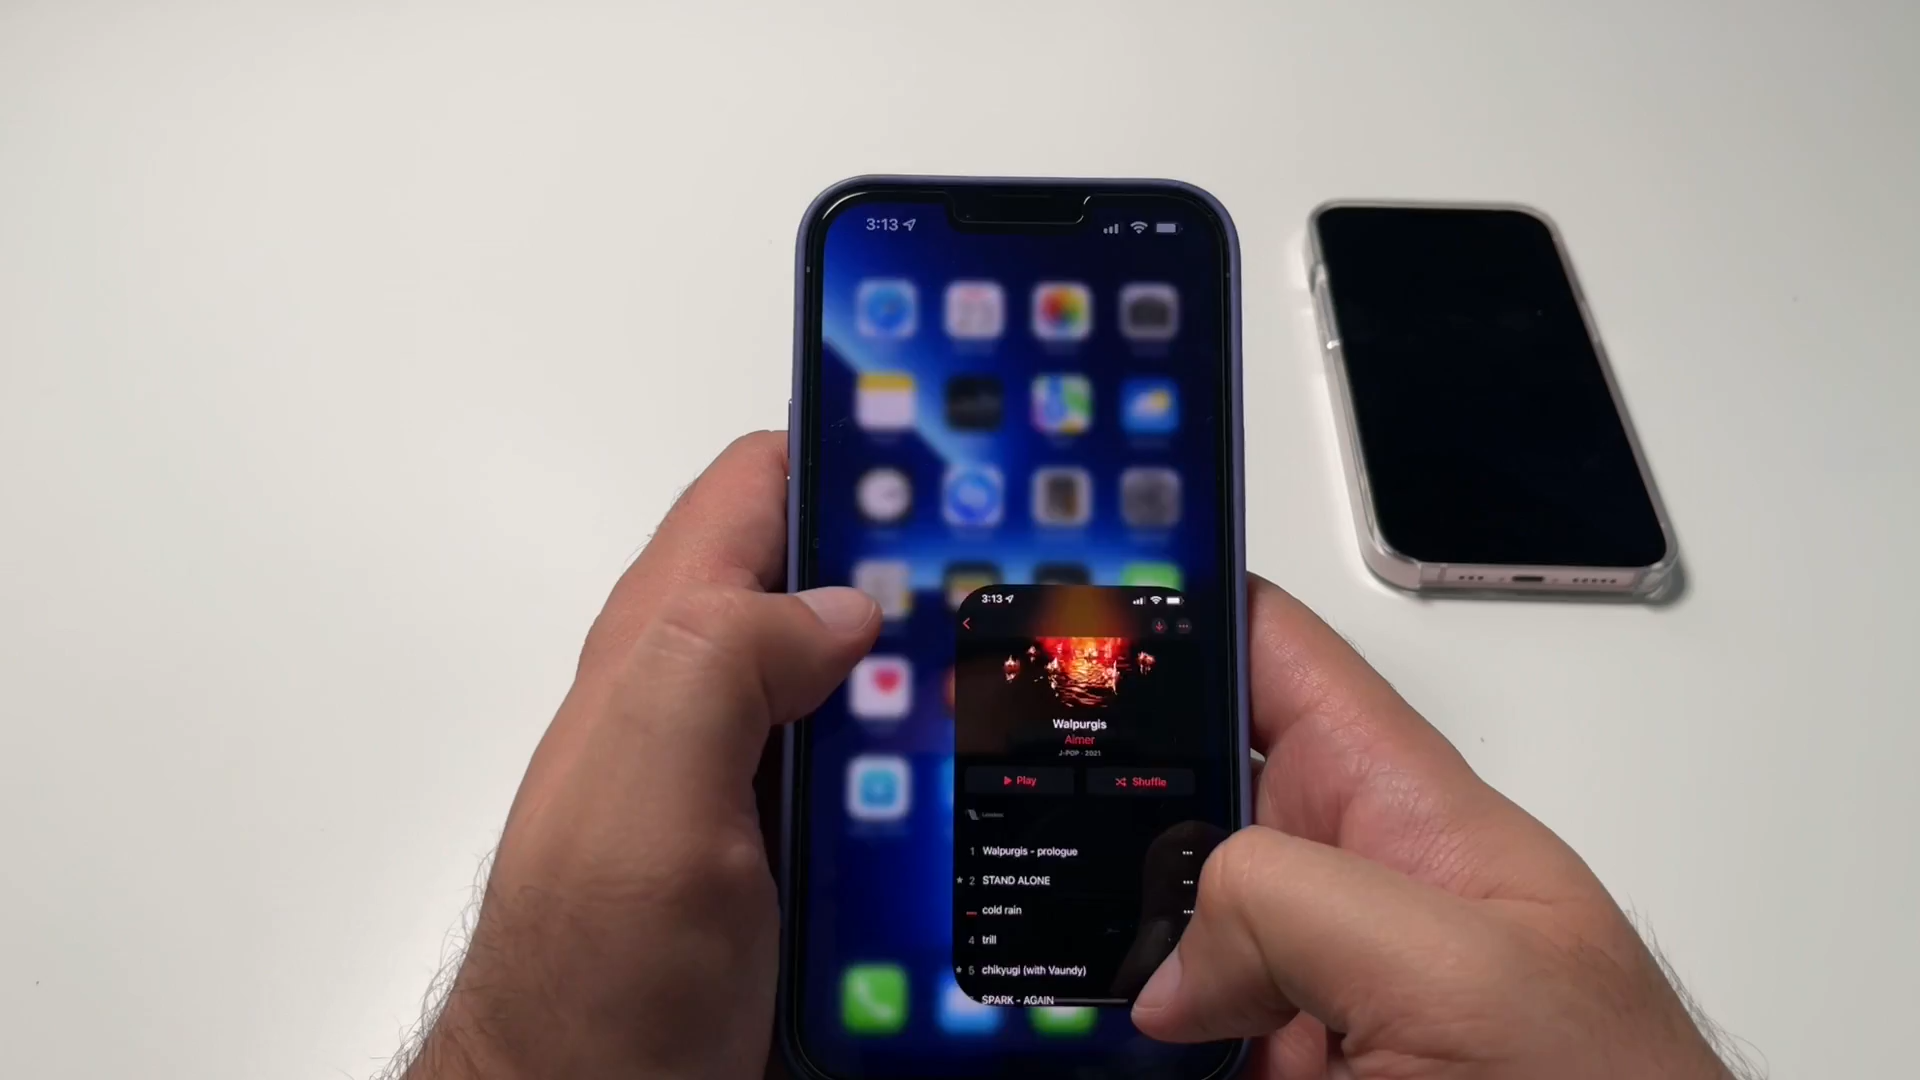 3:13
3:13
Walpurgis
Aimer
J-POP · 2021
Play
Shuffle
Lossless
1 Walpurgis - prologue
★ 2 STAND ALONE
cold rain
4 trill
★ 5 chikyugi (with Vaundy)
SPARK - AGAIN